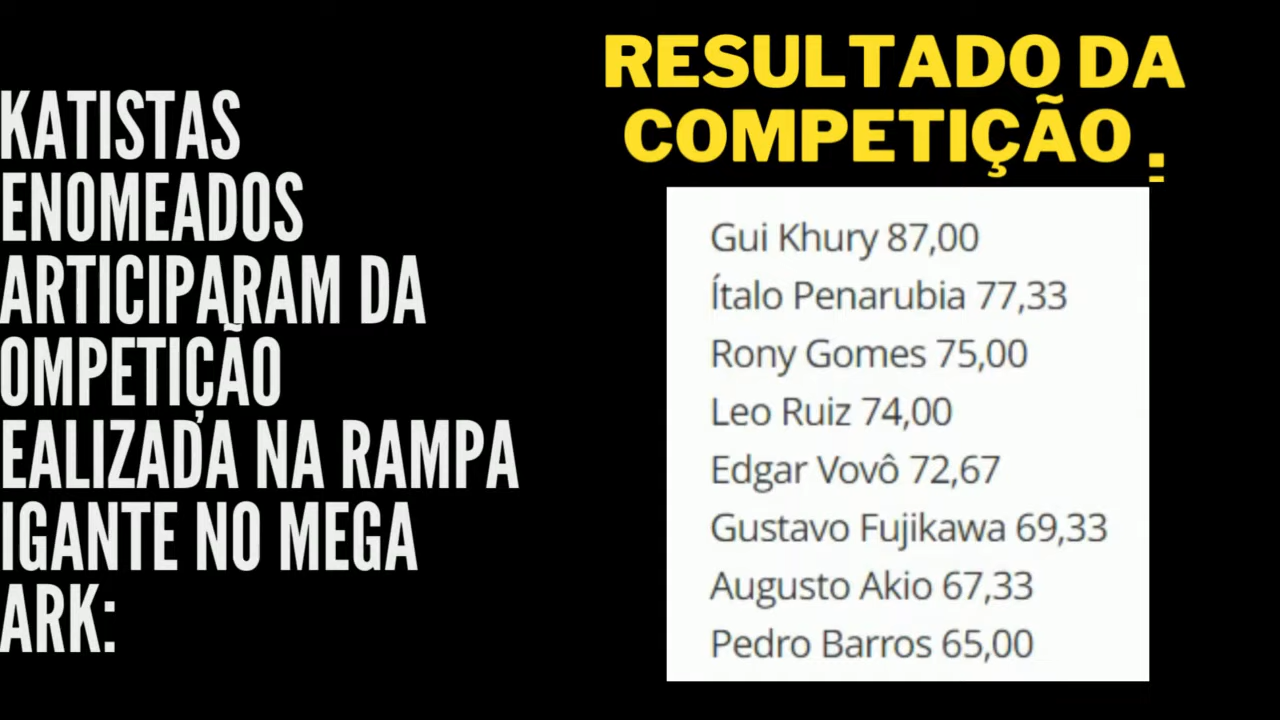 KATISTAS
ENOMEADOS
ARTICIPARAM DA
OMPETIÇÃO
EALIZADA NA RAMPA
IGANTE NO MEGA
ARK:
RESULTADO DA
COMPETIÇÃO :
Gui Khury 87,00
Ítalo Penarubia 77,33
Rony Gomes 75,00
Leo Ruiz 74,00
Edgar Vovô 72,67
Gustavo Fujikawa 69,33
Augusto Akio 67,33
Pedro Barros 65,00